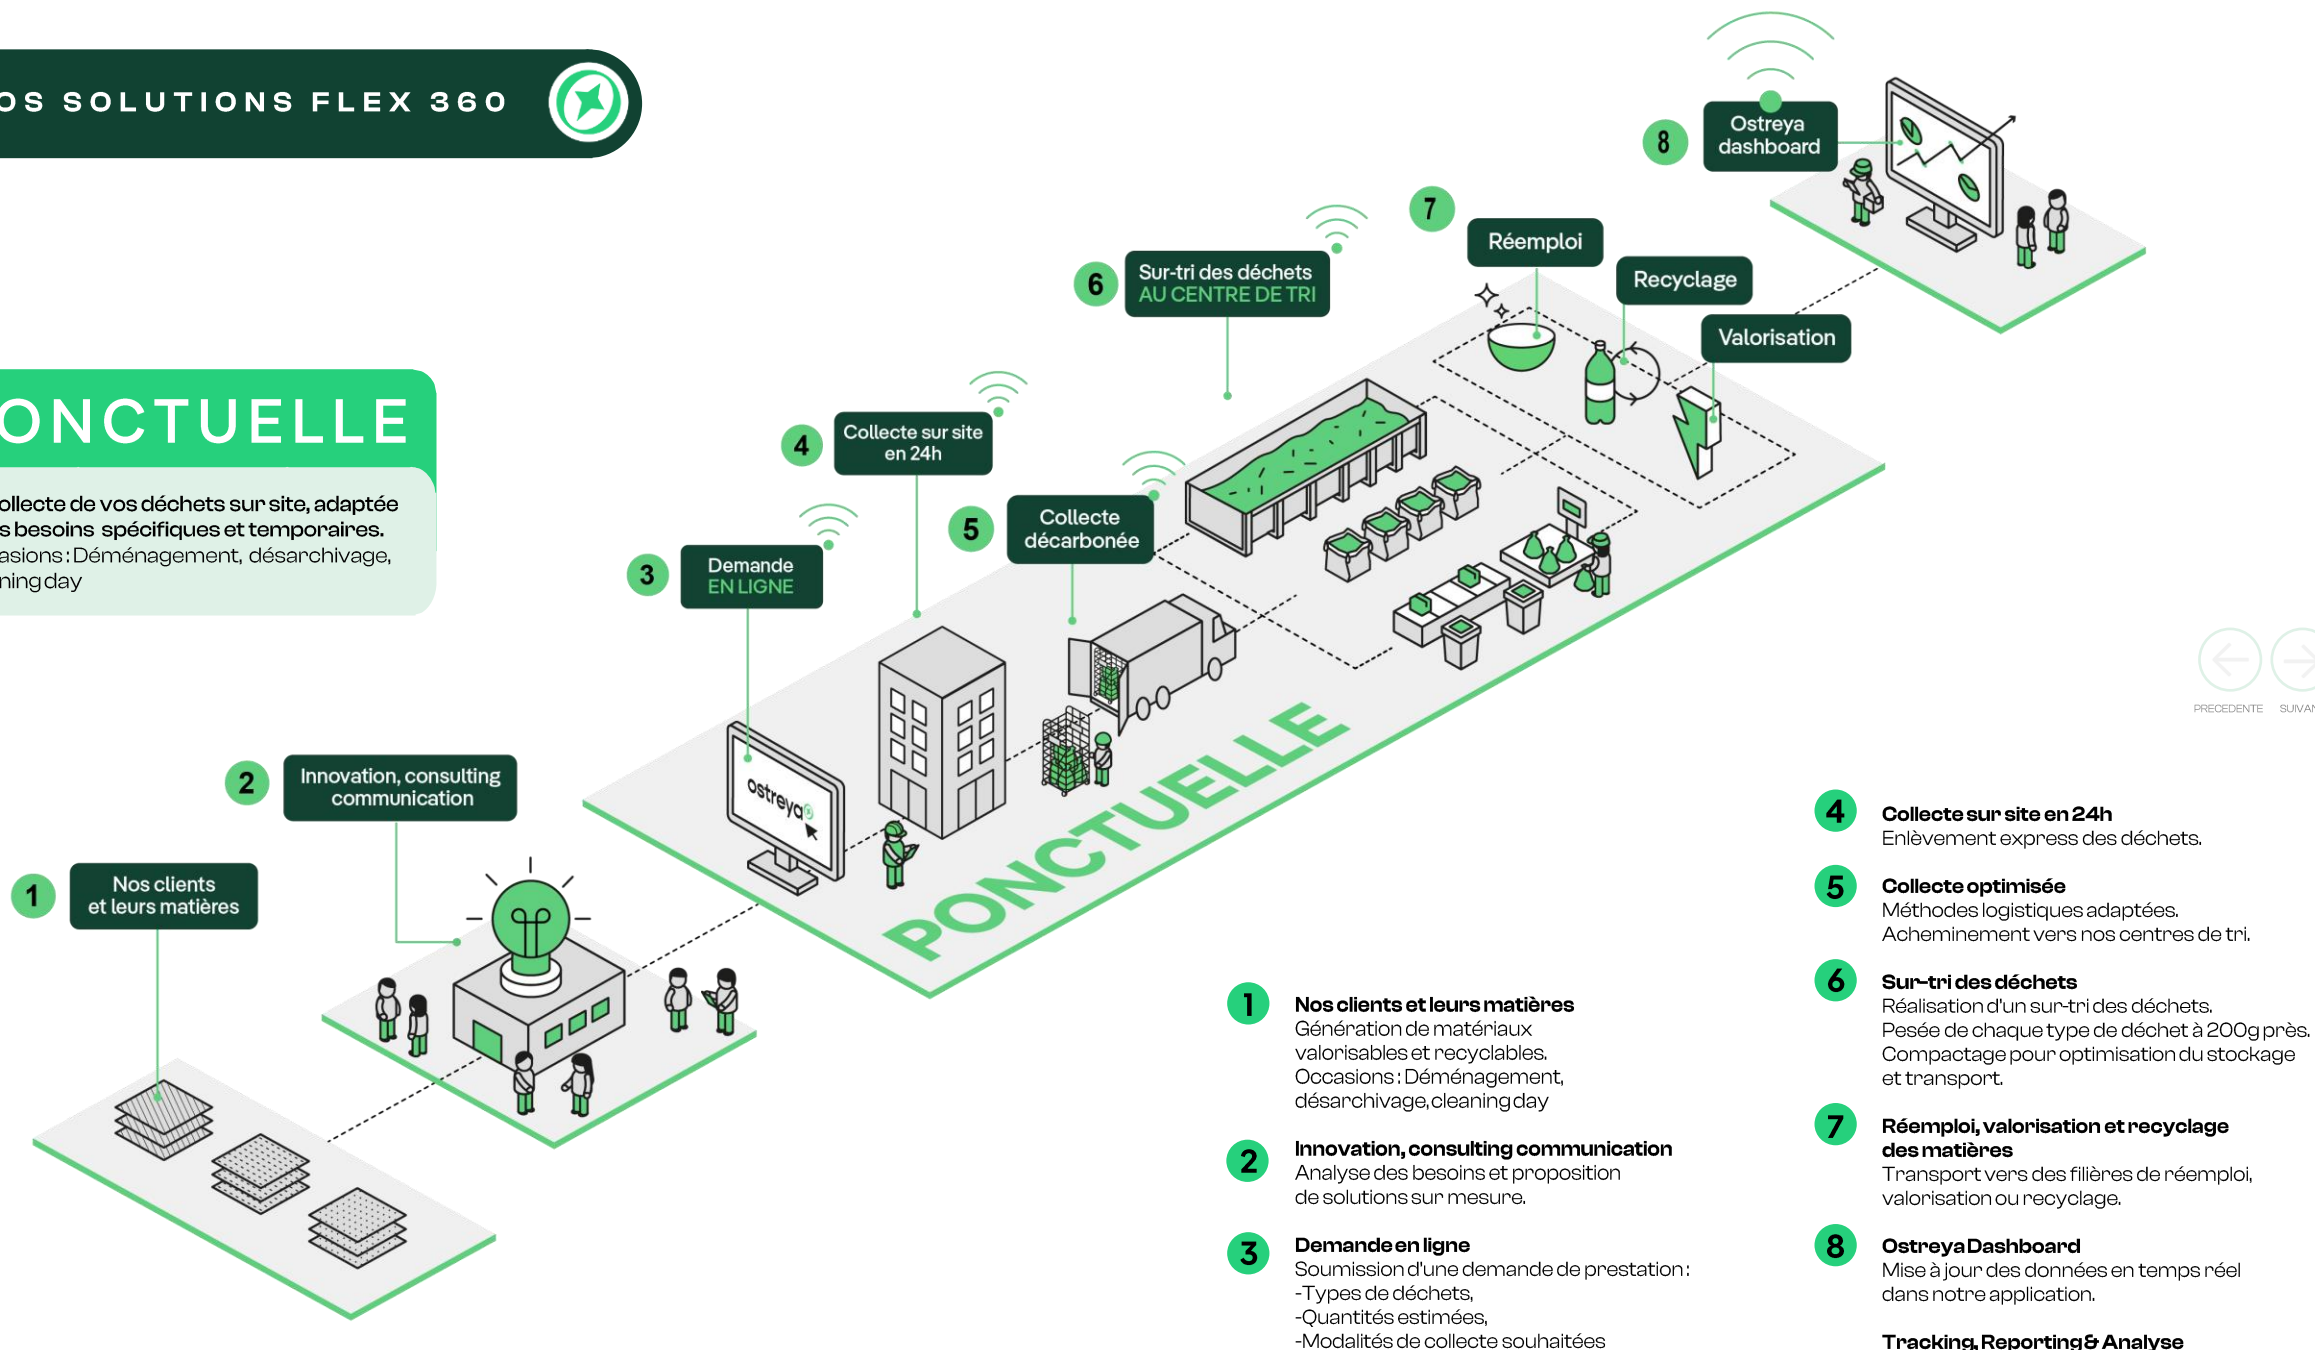 OS SOLUTIONS FLEX 360
ONCTUELLE
ollecte de vos déchets sur site, adaptée
s besoins spécifiques et temporaires.
asions : Déménagement, désarchivage,
ning day
1
Nos clients
et leurs matières
2
Innovation, consulting
communication
3
Demande
EN LIGNE
4
Collecte sur site
en 24h
5
Collecte
décarbonée
6
Sur-tri des déchets
AU CENTRE DE TRI
7
Réemploi
Recyclage
Valorisation
8
Ostreya
dashboard
ostreya
PONCTUELLE
PRECEDENTE SUIVAN
1
Nos clients et leurs matières
Génération de matériaux
valorisables et recyclables.
Occasions : Déménagement,
désarchivage, cleaning day
2
Innovation, consulting communication
Analyse des besoins et proposition
de solutions sur mesure.
3
Demande en ligne
Soumission d'une demande de prestation :
-Types de déchets,
-Quantités estimées,
-Modalités de collecte souhaitées
4
Collecte sur site en 24h
Enlèvement express des déchets.
5
Collecte optimisée
Méthodes logistiques adaptées.
Acheminement vers nos centres de tri.
6
Sur-tri des déchets
Réalisation d'un sur-tri des déchets.
Pesée de chaque type de déchet à 200g près.
Compactage pour optimisation du stockage
et transport.
7
Réemploi, valorisation et recyclage
des matières
Transport vers des filières de réemploi,
valorisation ou recyclage.
8
Ostreya Dashboard
Mise à jour des données en temps réel
dans notre application.
Tracking, Reporting & Analyse